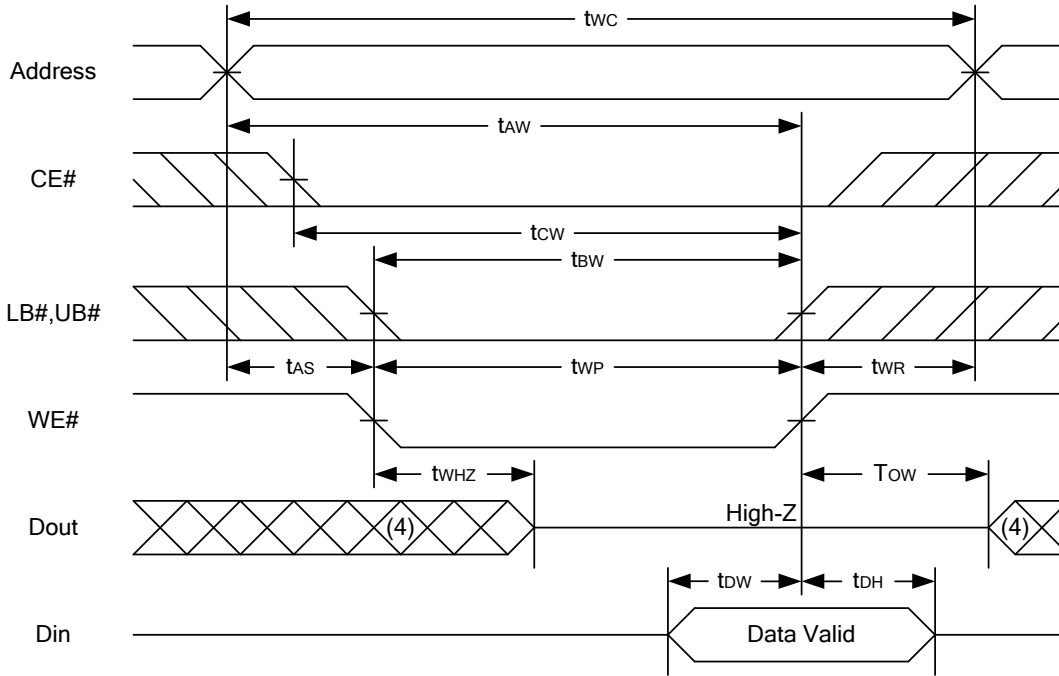 tWC
Address
tAW
CE#
tCW
tBW
LB#,UB#
tAS
tWP
tWR
WE#
tWHZ
TOW
Dout
(4)
High-Z
(4)
tDW
tDH
Din
Data Valid